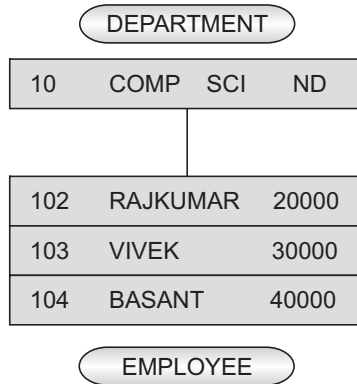 DEPARTMENT
10 COMP SCI ND
102 RAJKUMAR 20000
103 VIVEK 30000
104 BASANT 40000
EMPLOYEE